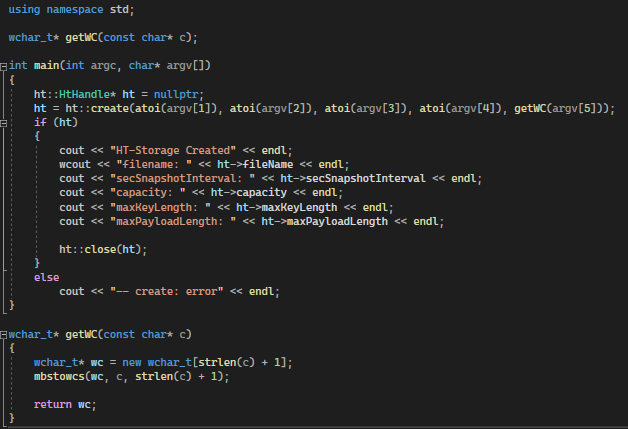 using namespace std;
wchar_t* getWC(const char* c);
int main(int argc, char* argv[])
{
ht::HtHandle* ht = nullptr;
ht = ht::create(atoi(argv[1]), atoi(argv[2]), atoi(argv[3]), atoi(argv[4]), getWC(argv[5]));
if (ht)
{
cout << "HT-Storage Created" << endl;
wcout << "filename: " << ht->fileName << endl;
cout << "secSnapshotInterval: " << ht->secSnapshotInterval << endl;
cout << "capacity: " << ht->capacity << endl;
cout << "maxKeyLength: " << ht->maxKeyLength << endl;
cout << "maxPayloadLength: " << ht->maxPayloadLength << endl;
ht::close(ht);
}
else
cout << "-- create: error" << endl;
}
wchar_t* getWC(const char* c)
{
wchar_t* wc = new wchar_t[strlen(c) + 1];
mbstowcs(wc, c, strlen(c) + 1);
return wc;
}